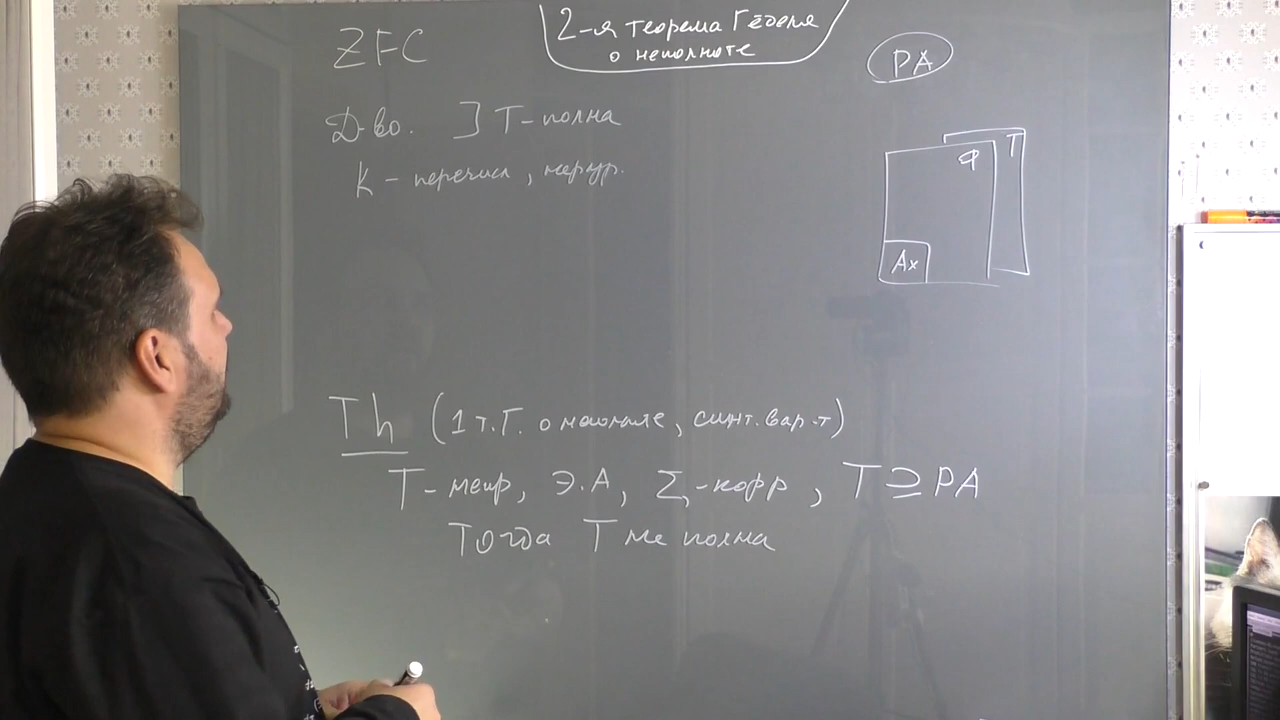 2-я теорема Гёделя
о неполноте
ZFC
PA
Д-во. ] T - полна
K - перечисл, неразр.
Φ
T
Ax
Th (1 т.Г. о неполноте, синт. вар-т)
T - непр, Э.А, Σ₁-корр, T ⊇ PA
Тогда T не полна